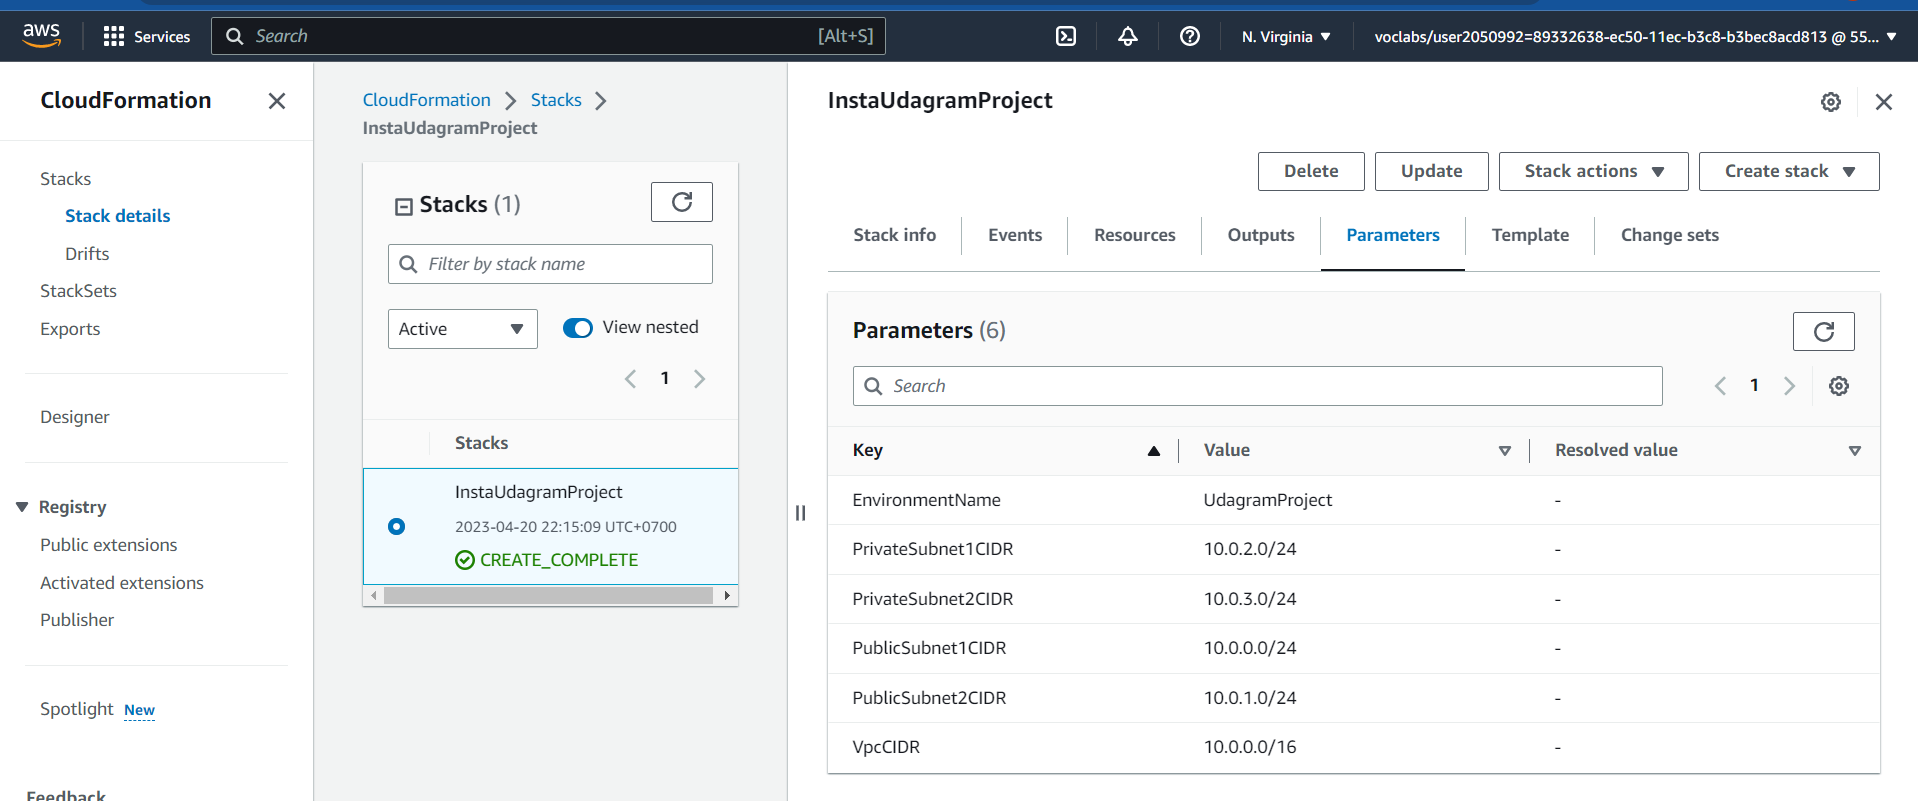 aws
Services
Search
[Alt+S]
N. Virginia
voclabs/user2050992=89332638-ec50-11ec-b3c8-b3bec8acd813 @ 55...
CloudFormation
Stacks
Stack details
Drifts
StackSets
Exports
Designer
Registry
Public extensions
Activated extensions
Publisher
Spotlight New
Feedback
CloudFormation
Stacks
InstaUdagramProject
Stacks (1)
Filter by stack name
Active
View nested
1
Stacks
InstaUdagramProject
2023-04-20 22:15:09 UTC+0700
CREATE_COMPLETE
InstaUdagramProject
Delete
Update
Stack actions
Create stack
Stack info
Events
Resources
Outputs
Parameters
Template
Change sets
Parameters (6)
Search
1
Key Value Resolved value
EnvironmentName UdagramProject -
PrivateSubnet1CIDR 10.0.2.0/24 -
PrivateSubnet2CIDR 10.0.3.0/24 -
PublicSubnet1CIDR 10.0.0.0/24 -
PublicSubnet2CIDR 10.0.1.0/24 -
VpcCIDR 10.0.0.0/16 -